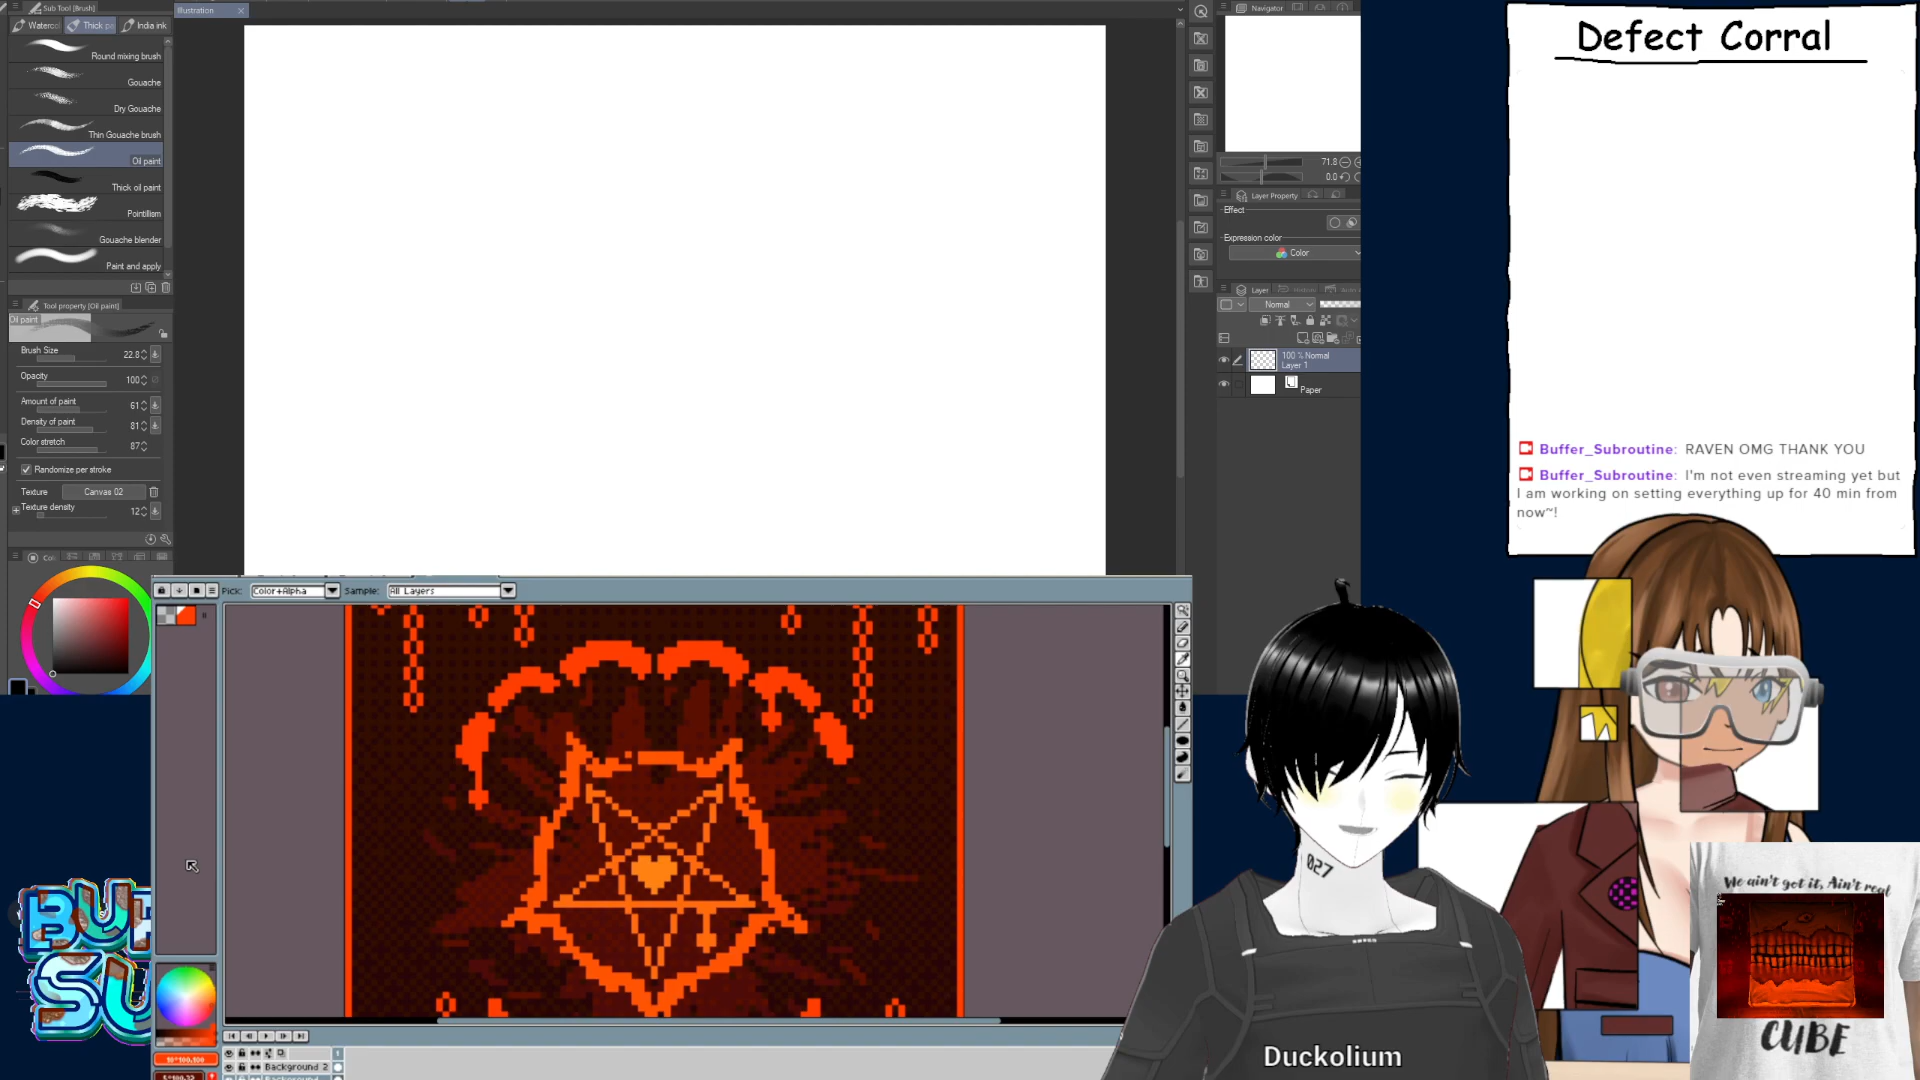 Sub Tool [Brush]
Thick
India ink
Round mixing brush
Gouache
Dry Gouache
Thin Gouache brush
Oil paint
Thick oil paint
Pointillism
Gouache blender
Paint and apply
Tool property [Oil paint]
Oil paint
Brush Size 22.8
Opacity 100
Amount of paint 61
Density of paint 81
Color stretch 87
Randomize per stroke
Texture Canvas 02
Texture density 12
Illustration
Navigator
71.8
0.0
Layer Property
Effect
Expression color
Color
Layer
Normal
100 % Normal
Layer 1
Paper
Pick: Color+Alpha Sample: All Layers
Background 2
Defect Corral
Buffer_Subroutine: RAVEN OMG THANK YOU
Buffer_Subroutine: I'm not even streaming yet but
I am working on setting everything up for 40 min from
now~!
027
Duckolium
We ain't got it, Ain't real
CUBE